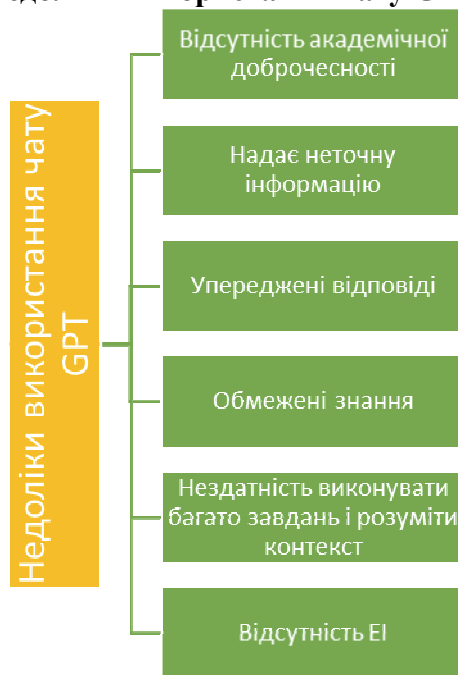 Недоліки використання чату
GPT
Відсутність академічної
доброчесності
Надає неточну
інформацію
Упереджені відповіді
Обмежені знання
Нездатність виконувати
багато завдань і розуміти
контекст
Відсутність ЕІ